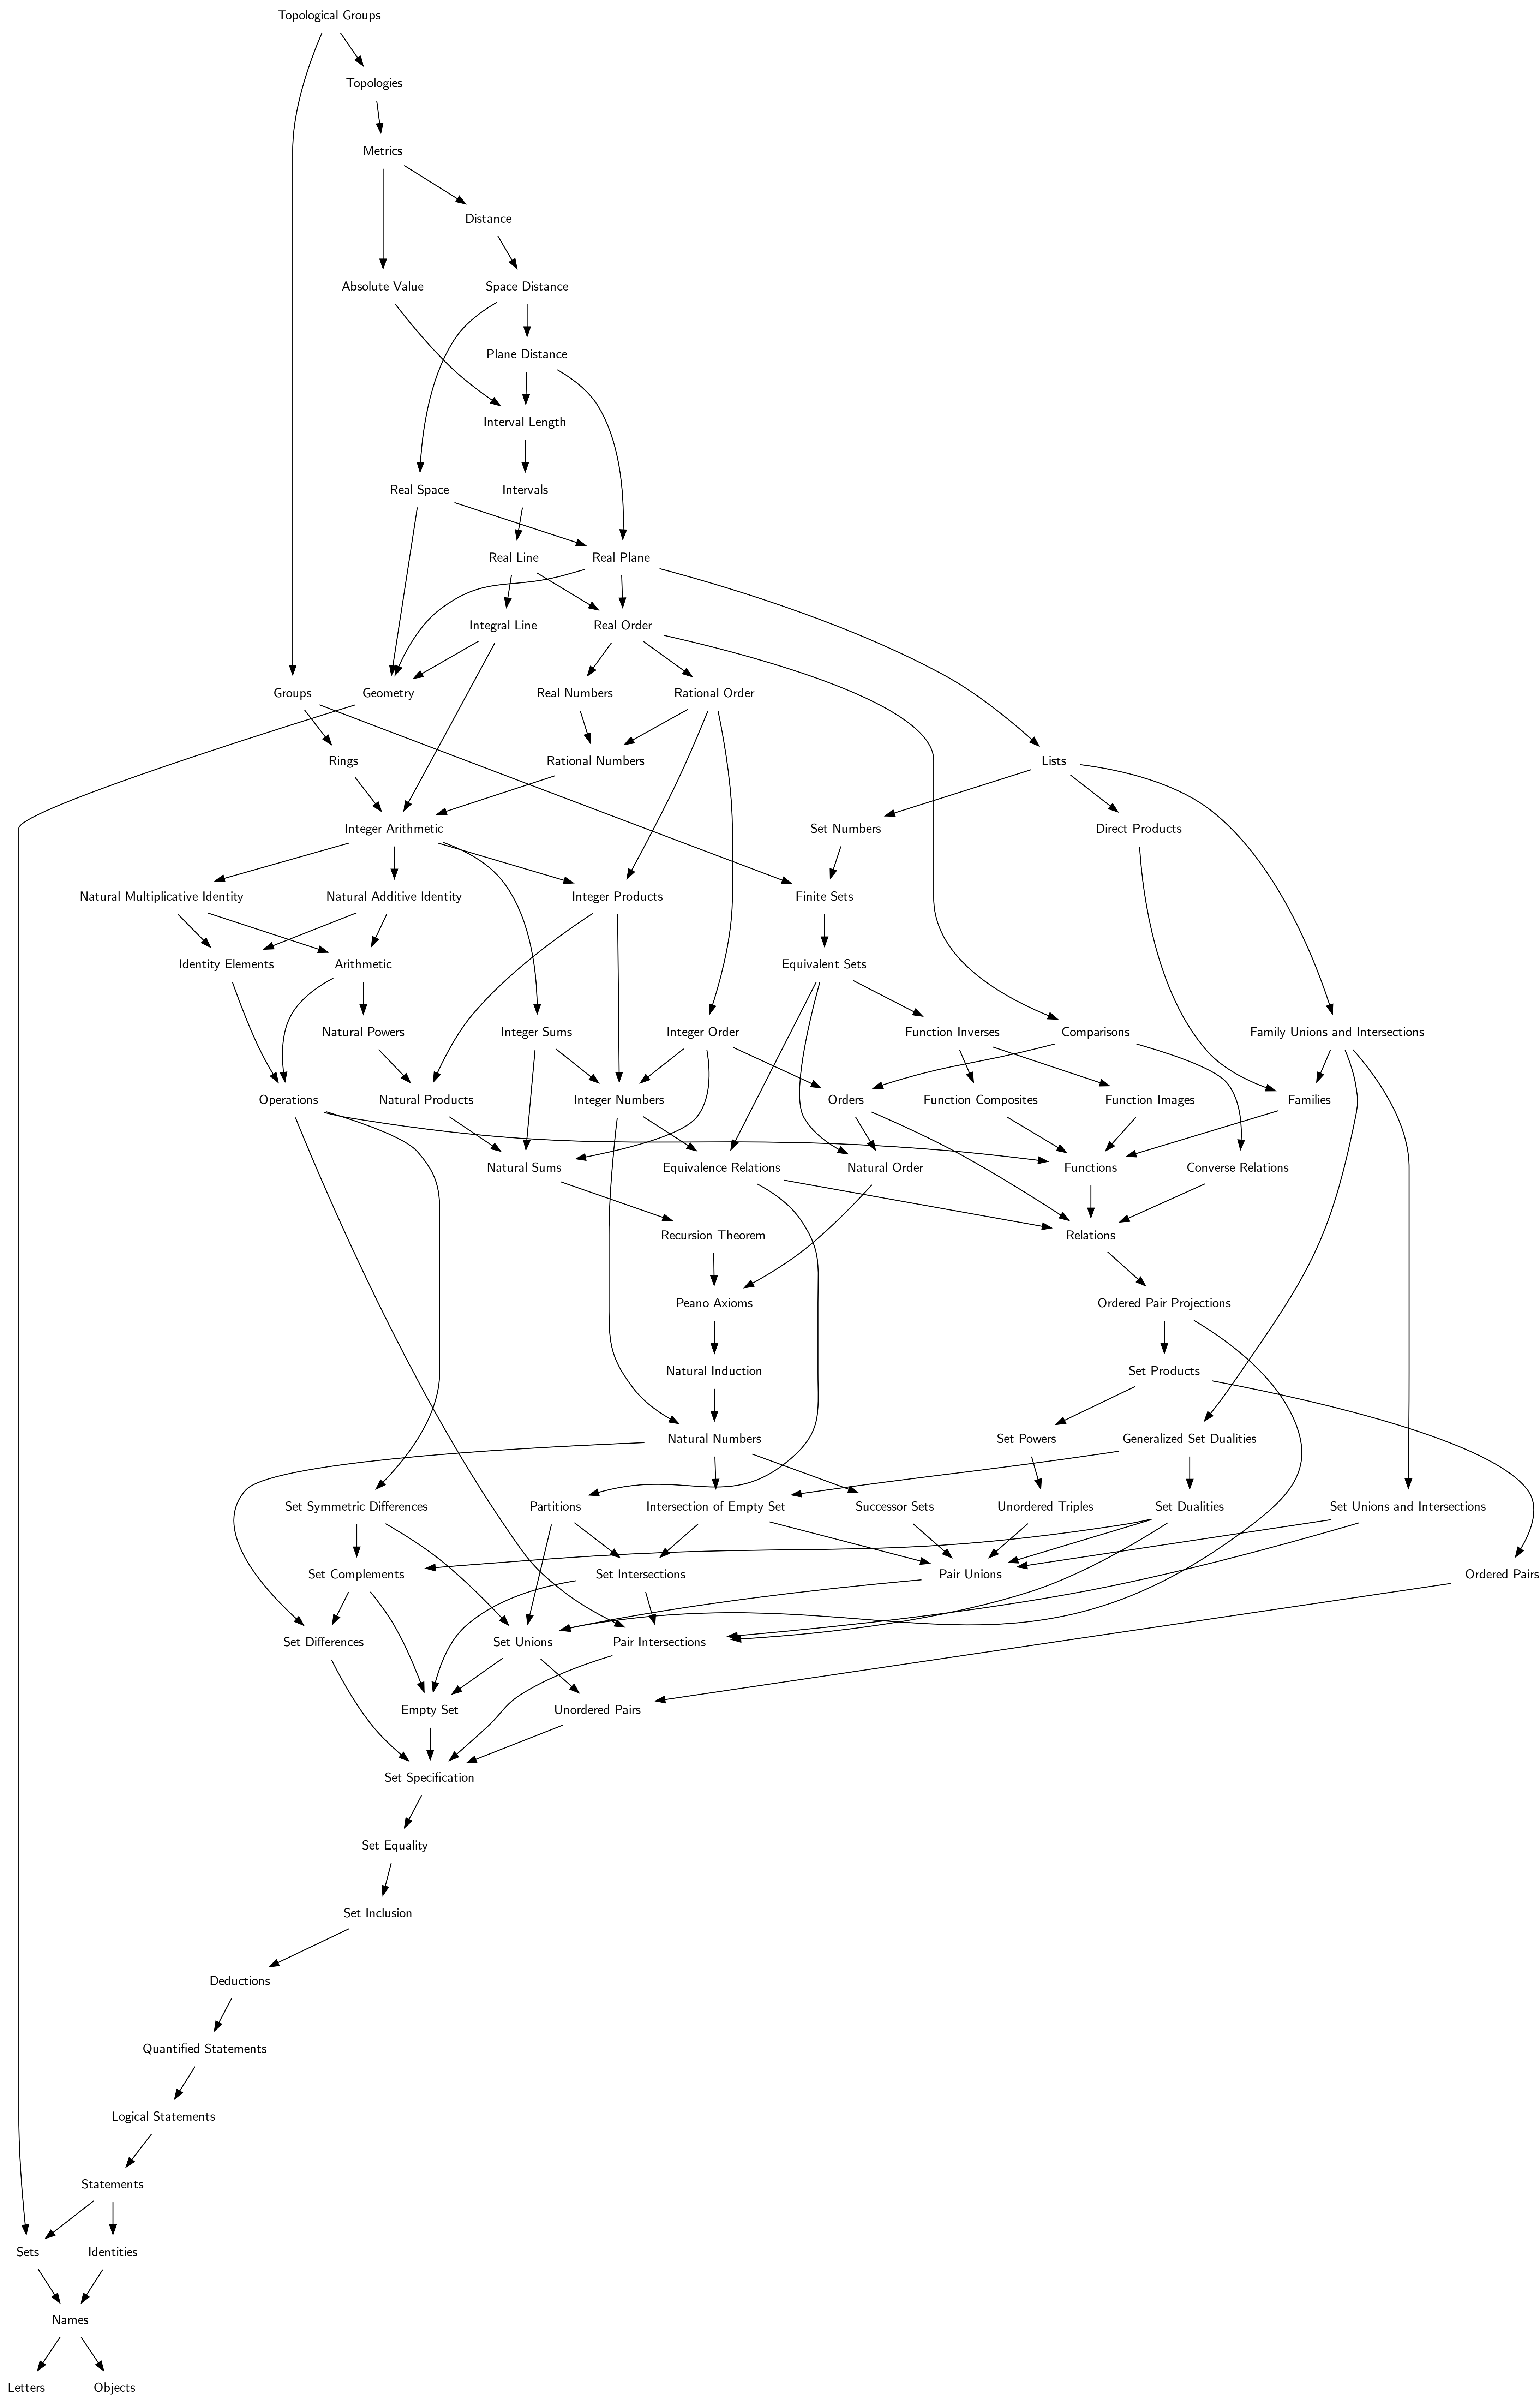 Topological Groups
Topologies
Metrics
Distance
Absolute Value
Space Distance
Plane Distance
Interval Length
Real Space
Intervals
Real Line
Real Plane
Integral Line
Real Order
Groups
Geometry
Real Numbers
Rational Order
Rings
Rational Numbers
Lists
Integer Arithmetic
Set Numbers
Direct Products
Natural Multiplicative Identity
Natural Additive Identity
Integer Products
Finite Sets
Identity Elements
Arithmetic
Equivalent Sets
Natural Powers
Integer Sums
Integer Order
Function Inverses
Comparisons
Family Unions and Intersections
Operations
Natural Products
Integer Numbers
Orders
Function Composites
Function Images
Families
Natural Sums
Equivalence Relations
Natural Order
Functions
Converse Relations
Recursion Theorem
Relations
Peano Axioms
Ordered Pair Projections
Natural Induction
Set Products
Natural Numbers
Set Powers
Generalized Set Dualities
Set Symmetric Differences
Partitions
Intersection of Empty Set
Successor Sets
Unordered Triples
Set Dualities
Set Unions and Intersections
Set Complements
Set Intersections
Pair Unions
Ordered Pairs
Set Differences
Set Unions
Pair Intersections
Empty Set
Unordered Pairs
Set Specification
Set Equality
Set Inclusion
Deductions
Quantified Statements
Logical Statements
Statements
Sets
Identities
Names
Letters
Objects